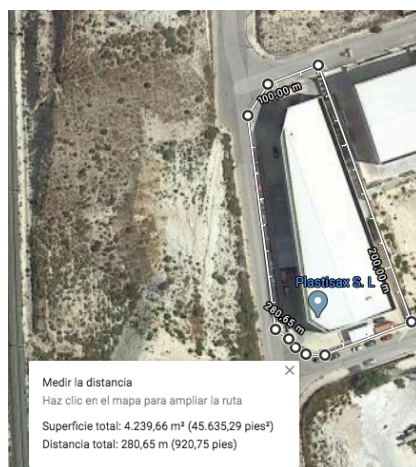 100,00 m
200,00 m
Plastisax S. L
280,65 m
Medir la distancia
Haz clic en el mapa para ampliar la ruta
Superficie total: 4.239,66 m² (45.635,29 pies²)
Distancia total: 280,65 m (920,75 pies)